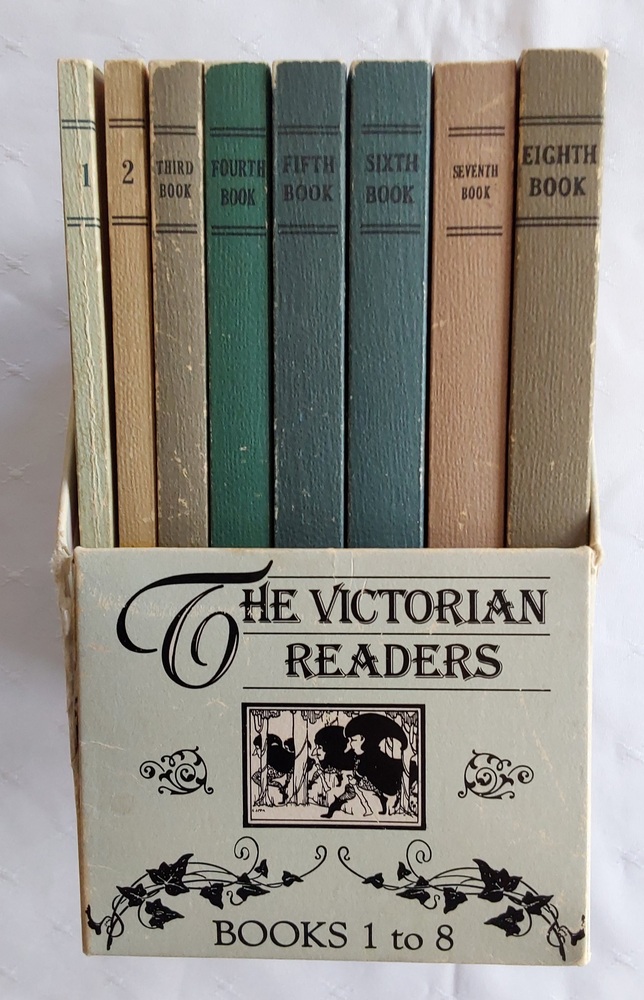 1
2
THIRD
BOOK
FOURTH
BOOK
FIFTH
BOOK
SIXTH
BOOK
SEVENTH
BOOK
EIGHTH
BOOK
THE VICTORIAN
READERS
BOOKS 1 to 8